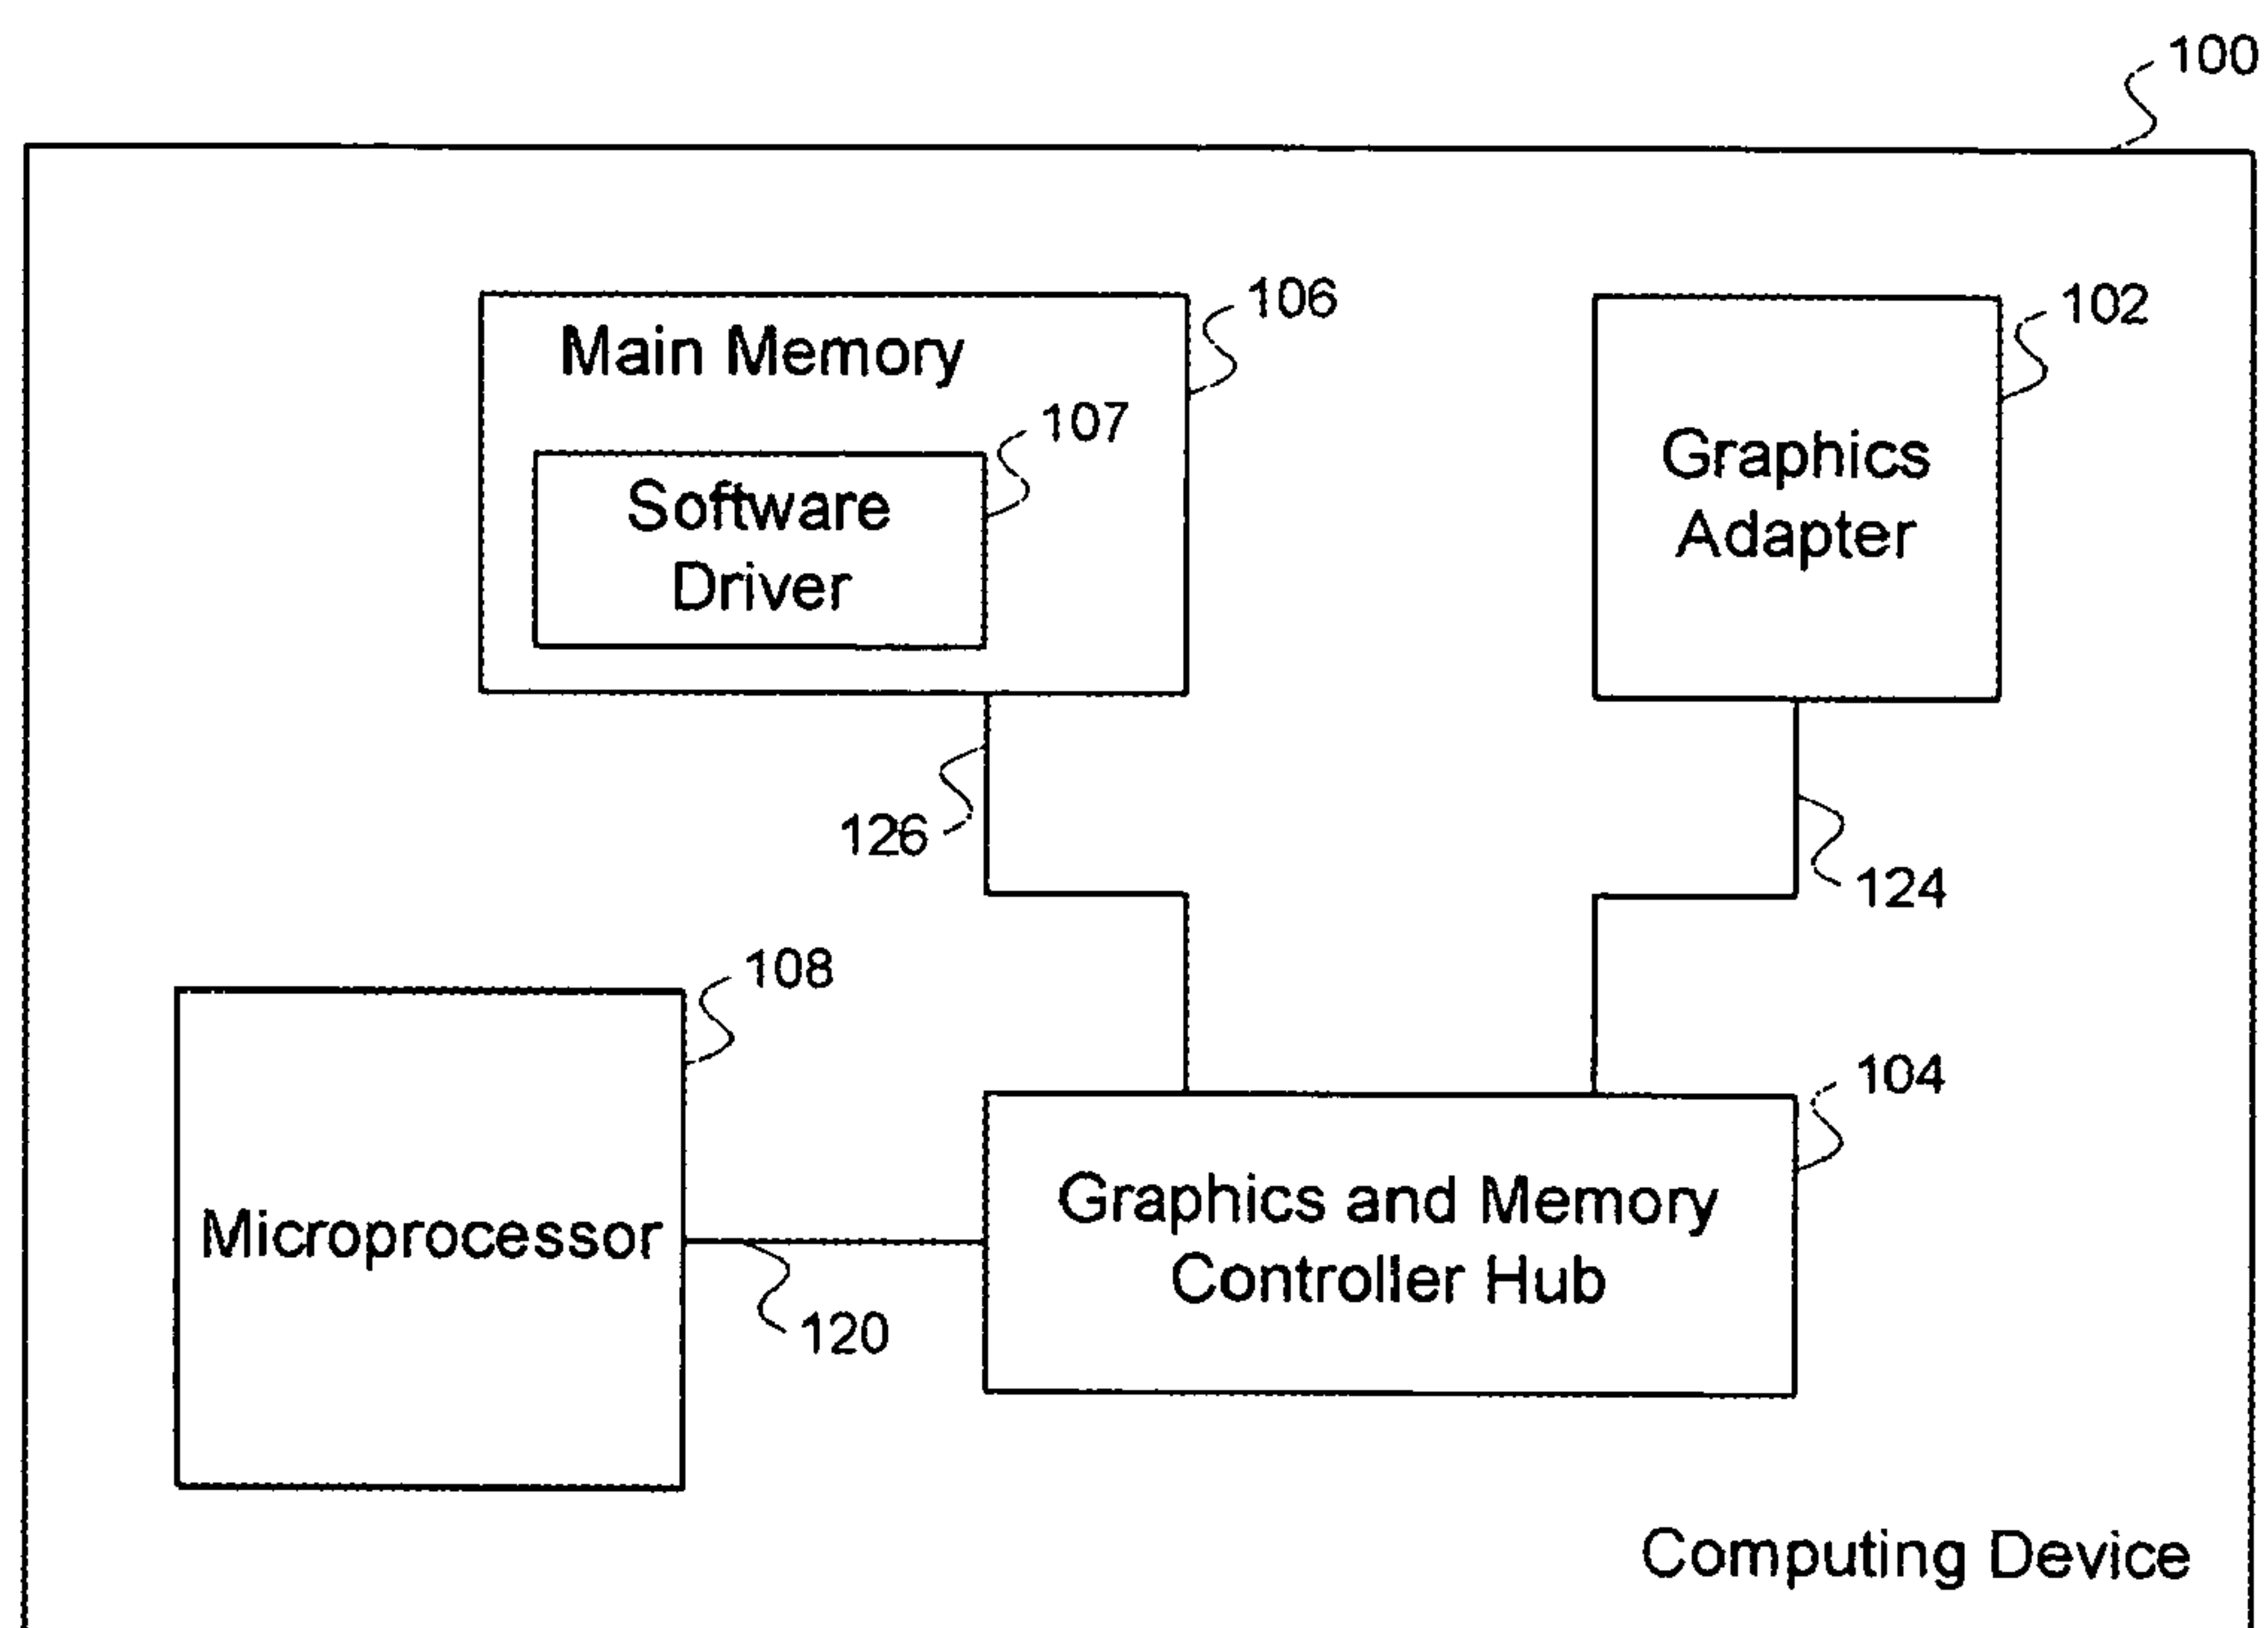 100
Main Memory
106
102
107
Software
Driver
Graphics
Adapter
126
124
108
104
Microprocessor
Graphics and Memory
Controller Hub
120
Computing Device